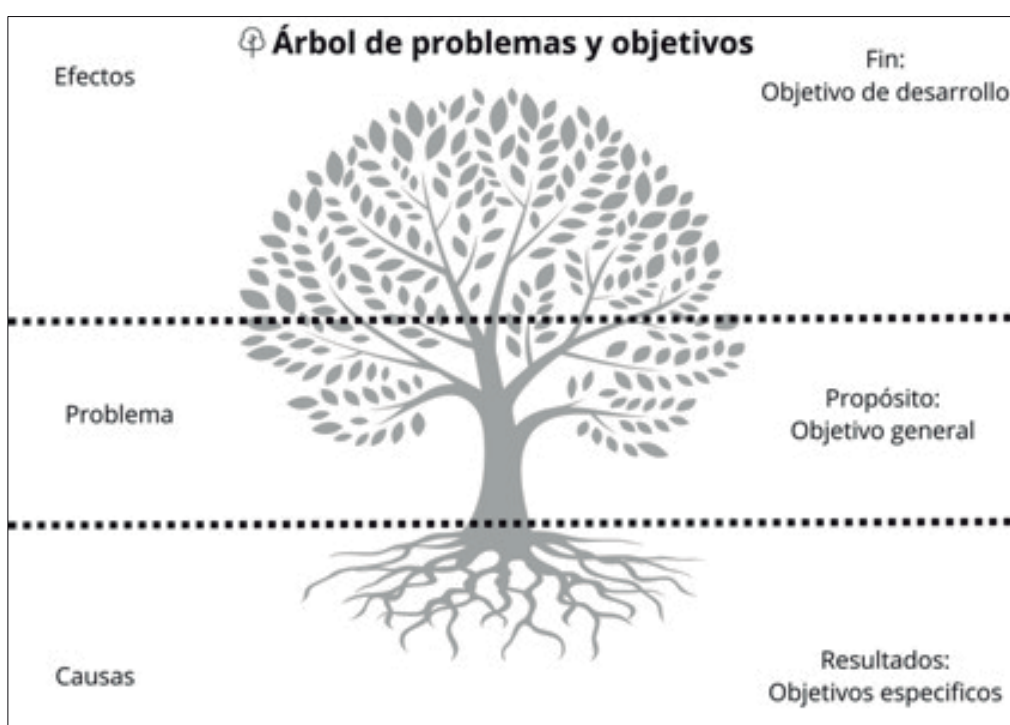 Árbol de problemas y objetivos
Efectos
Fin:
Objetivo de desarrollo
Problema
Propósito:
Objetivo general
Causas
Resultados:
Objetivos especificos